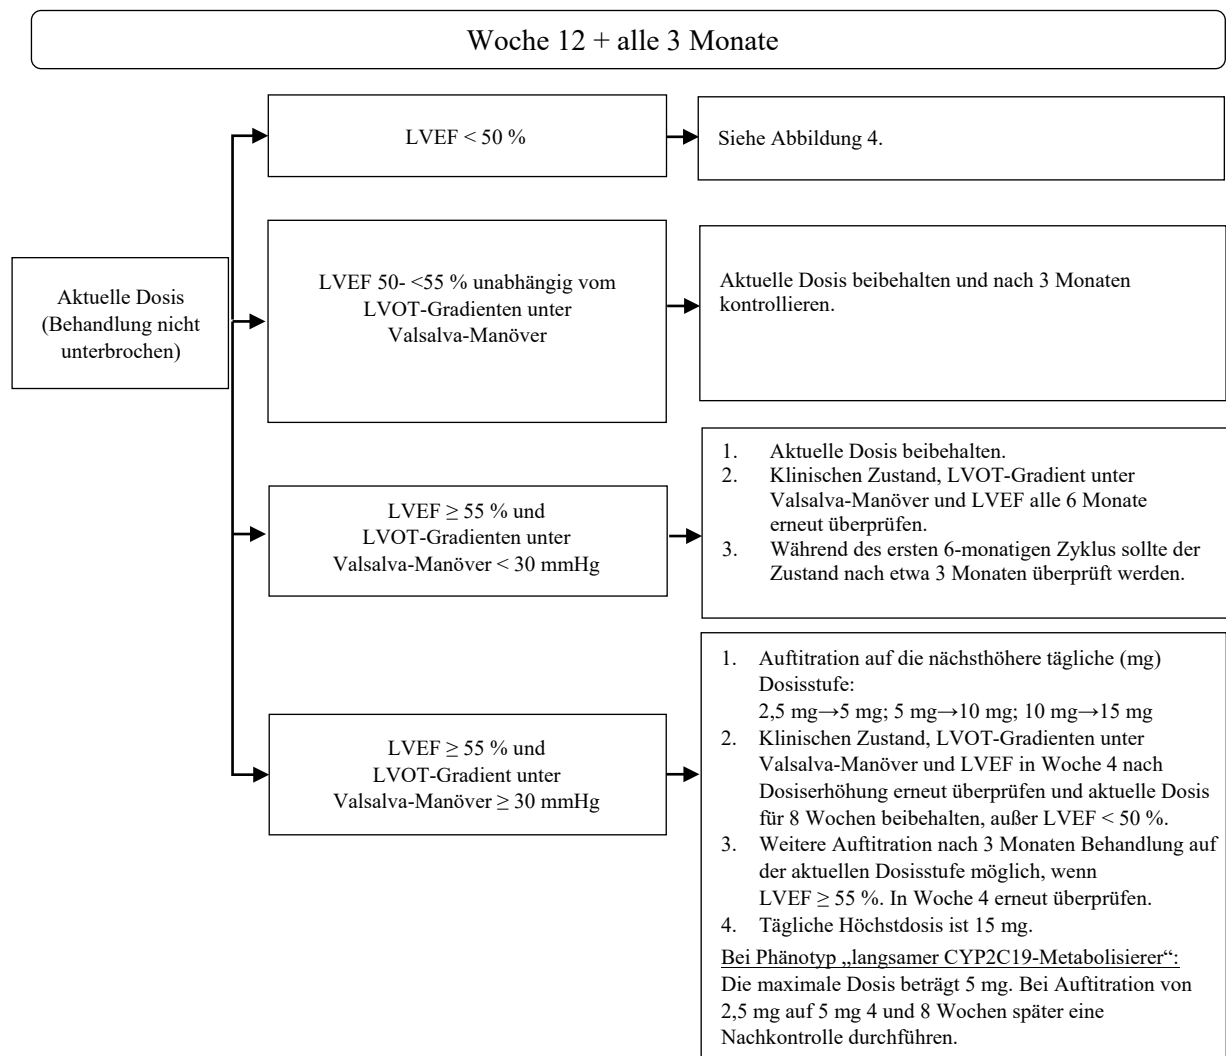 Woche 12 + alle 3 Monate
Aktuelle Dosis
(Behandlung nicht
unterbrochen)
LVEF < 50 %
Siehe Abbildung 4.
LVEF 50- <55 % unabhängig vom
LVOT-Gradienten unter
Valsalva-Manöver
Aktuelle Dosis beibehalten und nach 3 Monaten
kontrollieren.
LVEF ≥ 55 % und
LVOT-Gradienten unter
Valsalva-Manöver < 30 mmHg
1. Aktuelle Dosis beibehalten.
2. Klinischen Zustand, LVOT-Gradient unter
Valsalva-Manöver und LVEF alle 6 Monate
erneut überprüfen.
3. Während des ersten 6-monatigen Zyklus sollte der
Zustand nach etwa 3 Monaten überprüft werden.
LVEF ≥ 55 % und
LVOT-Gradient unter
Valsalva-Manöver ≥ 30 mmHg
1. Auftitration auf die nächsthöhere tägliche (mg)
Dosisstufe:
2,5 mg→5 mg; 5 mg→10 mg; 10 mg→15 mg
2. Klinischen Zustand, LVOT-Gradienten unter
Valsalva-Manöver und LVEF in Woche 4 nach
Dosiserhöhung erneut überprüfen und aktuelle Dosis
für 8 Wochen beibehalten, außer LVEF < 50 %.
3. Weitere Auftitration nach 3 Monaten Behandlung auf
der aktuellen Dosisstufe möglich, wenn
LVEF ≥ 55 %. In Woche 4 erneut überprüfen.
4. Tägliche Höchstdosis ist 15 mg.
Bei Phänotyp „langsamer CYP2C19-Metabolisierer“:
Die maximale Dosis beträgt 5 mg. Bei Auftitration von
2,5 mg auf 5 mg 4 und 8 Wochen später eine
Nachkontrolle durchführen.